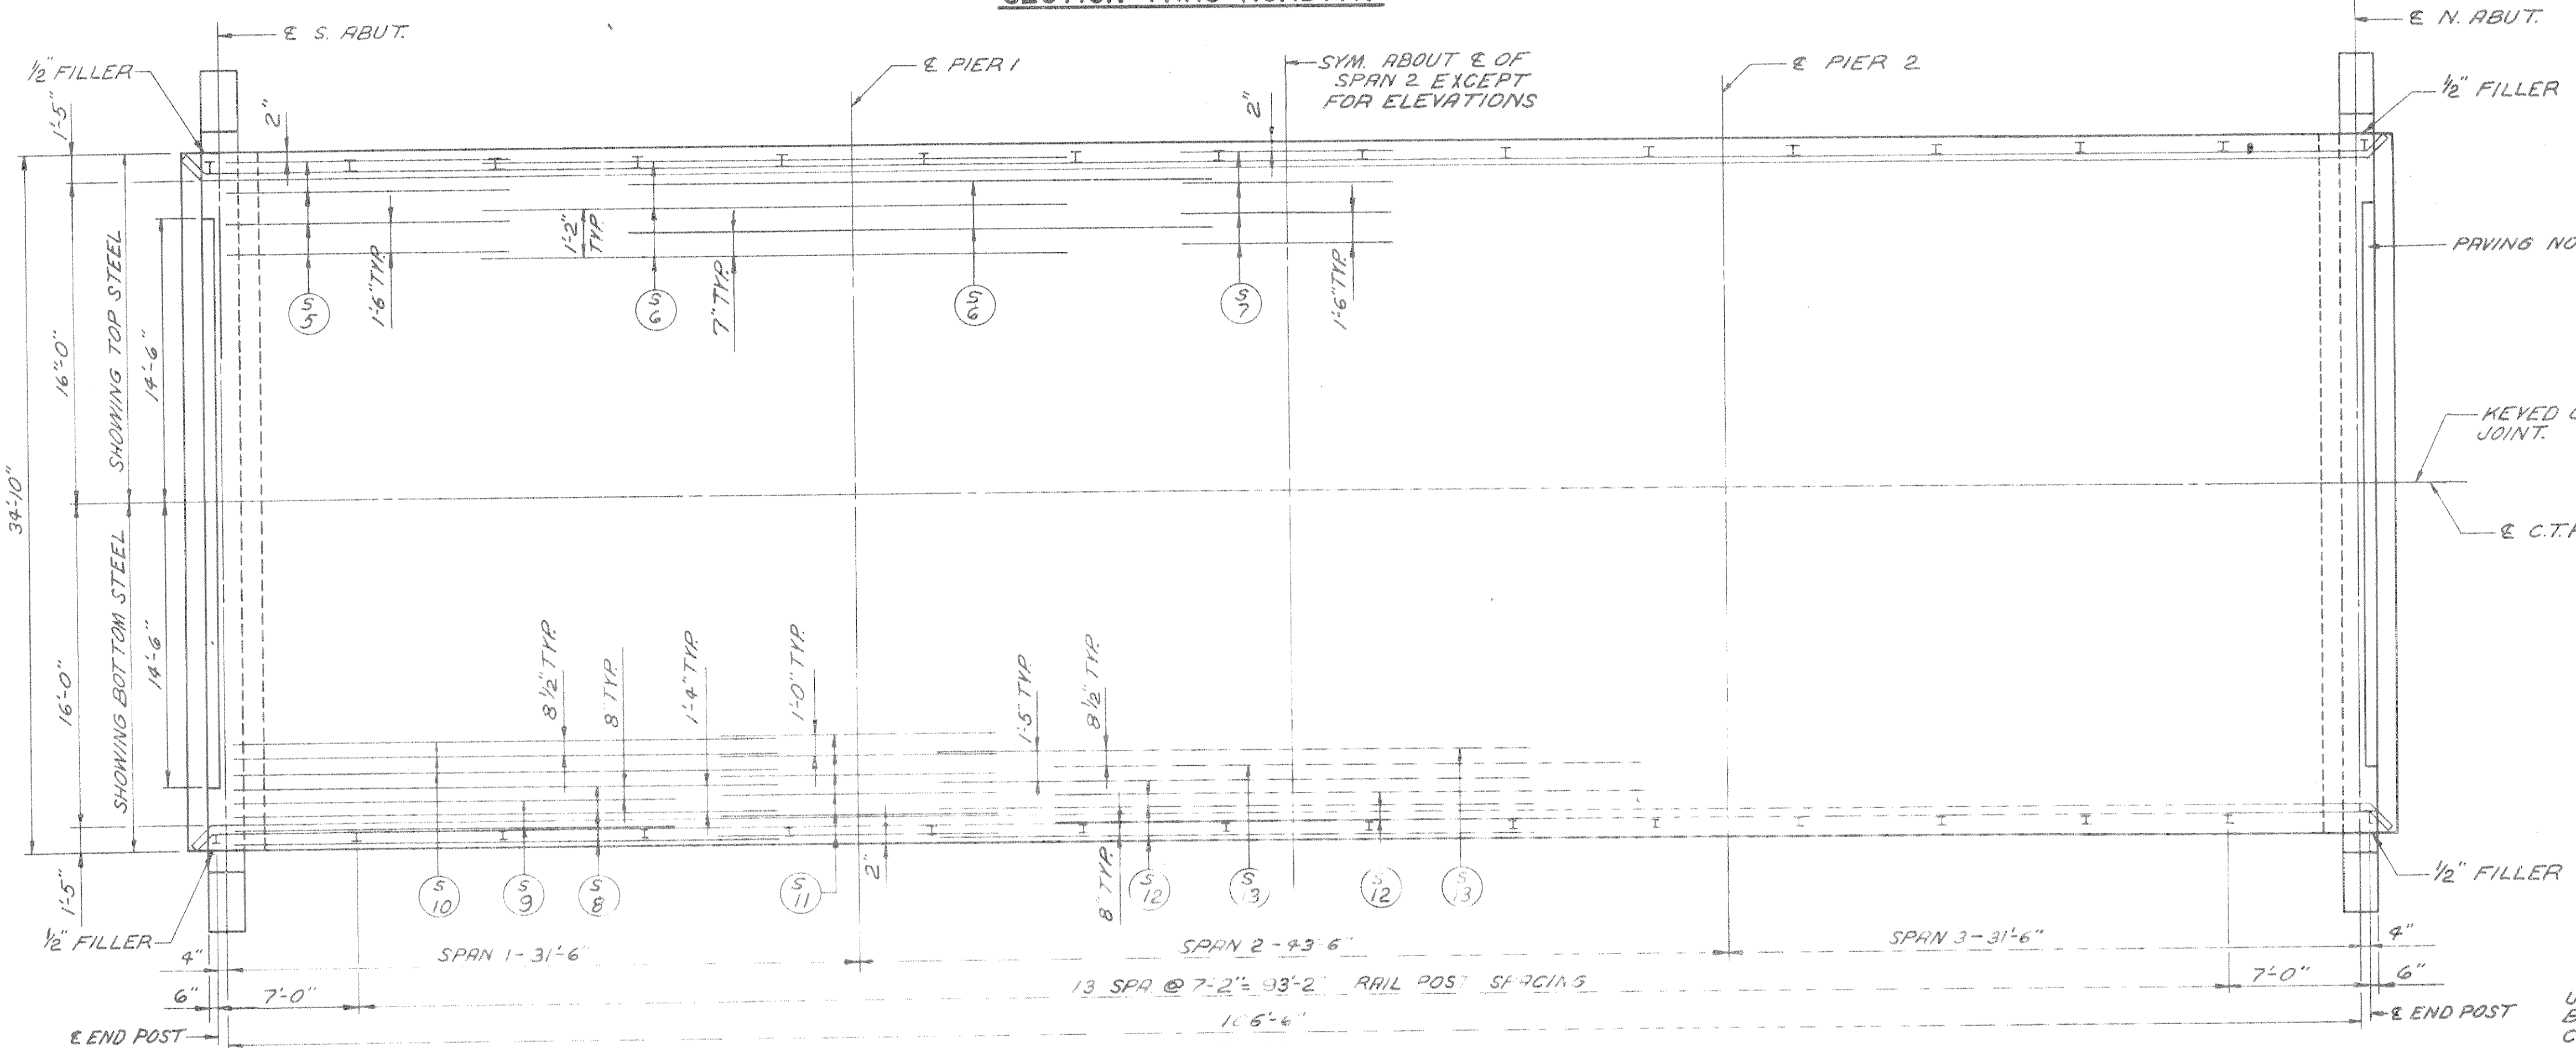 SECTION THRU ROADWAY
℄ S. ABUT.
℄ N. ABUT.
½" FILLER
℄ PIER 1
SYM. ABOUT ℄ OF
SPAN 2 EXCEPT
FOR ELEVATIONS
℄ PIER 2
½" FILLER
1'-5"
2"
2"
34'-10"
16'-0"
SHOWING TOP STEEL
14'-6"
1'-6" TYP.
1'-2"
TYP.
7" TYP.
1'-6" TYP.
S
5
S
6
S
6
S
7
PAVING
KEYED
JOINT.
℄ C.T.
16'-0"
SHOWING BOTTOM STEEL
14'-6"
8½" TYP.
8" TYP.
1'-4" TYP.
1'-0" TYP.
1'-5" TYP.
8½" TYP.
1'-5"
2"
8" TYP.
S
10
S
9
S
8
S
11
S
12
S
13
S
12
S
13
½" FILLER
½" FILLER
4"
SPAN 1 - 31'-6"
SPAN 2 - 43'-6"
SPAN 3 - 31'-6"
4"
6"
7'-0"
13 SPA @ 7'-2" = 93'-2" RAIL POST SPACING
7'-0"
6"
℄ END POST
106'-6"
℄ END POST